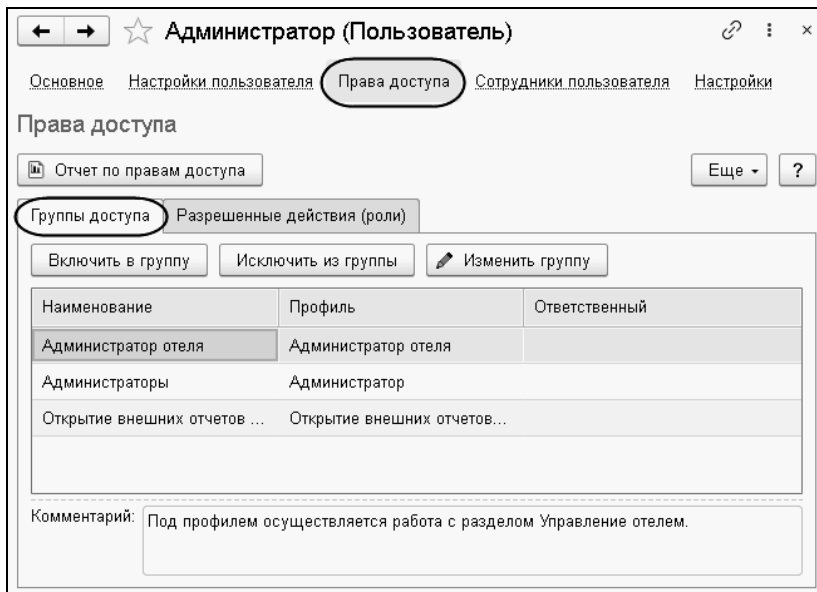 Администратор (Пользователь)
Основное Настройки пользователя Права доступа Сотрудники пользователя Настройки
Права доступа
Отчет по правам доступа Еще ?
Группы доступа Разрешенные действия (роли)
Включить в группу Исключить из группы Изменить группу
Наименование Профиль Ответственный
Администратор отеля Администратор отеля
Администраторы Администратор
Открытие внешних отчетов ... Открытие внешних отчетов...
Комментарий: Под профилем осуществляется работа с разделом Управление отелем.